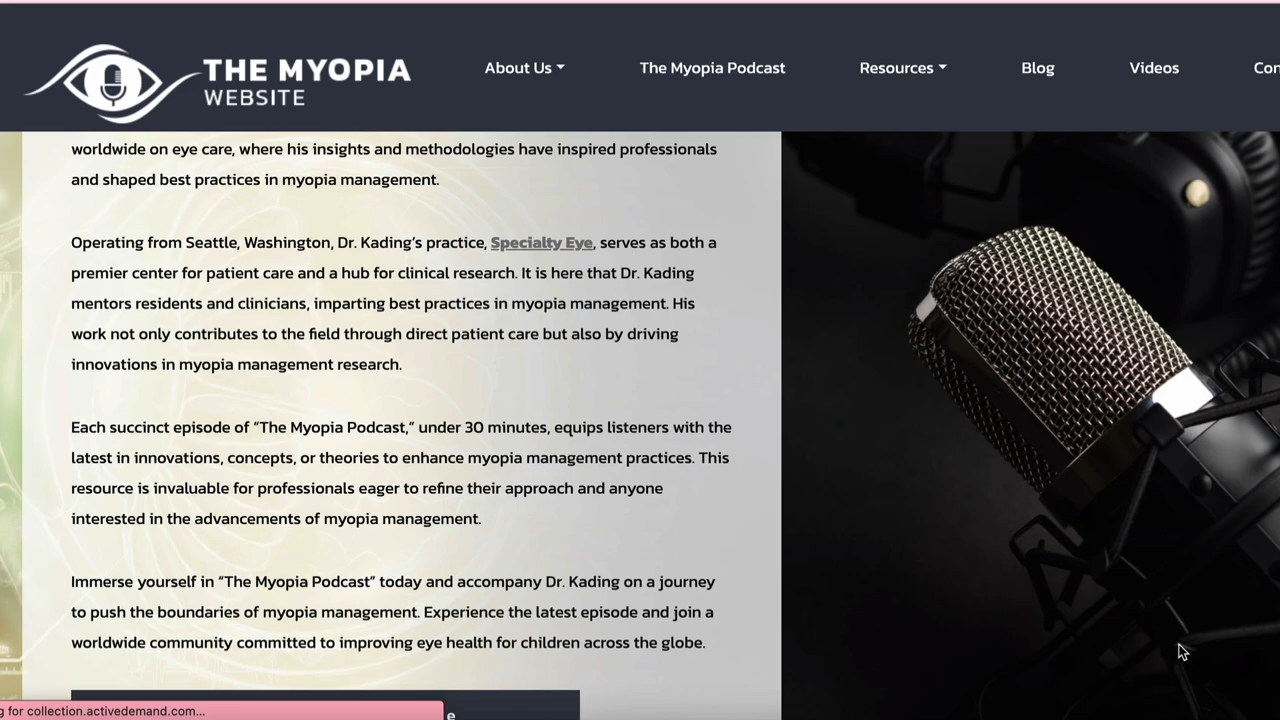 THE MYOPIA
WEBSITE
About Us
The Myopia Podcast
Resources
Blog
Videos
worldwide on eye care, where his insights and methodologies have inspired professionals
and shaped best practices in myopia management.
Operating from Seattle, Washington, Dr. Kading’s practice, Specialty Eye, serves as both a
premier center for patient care and a hub for clinical research. It is here that Dr. Kading
mentors residents and clinicians, imparting best practices in myopia management. His
work not only contributes to the field through direct patient care but also by driving
innovations in myopia management research.
Each succinct episode of “The Myopia Podcast,” under 30 minutes, equips listeners with the
latest in innovations, concepts, or theories to enhance myopia management practices. This
resource is invaluable for professionals eager to refine their approach and anyone
interested in the advancements of myopia management.
Immerse yourself in “The Myopia Podcast” today and accompany Dr. Kading on a journey
to push the boundaries of myopia management. Experience the latest episode and join a
worldwide community committed to improving eye health for children across the globe.
for collection.activedemand.com...